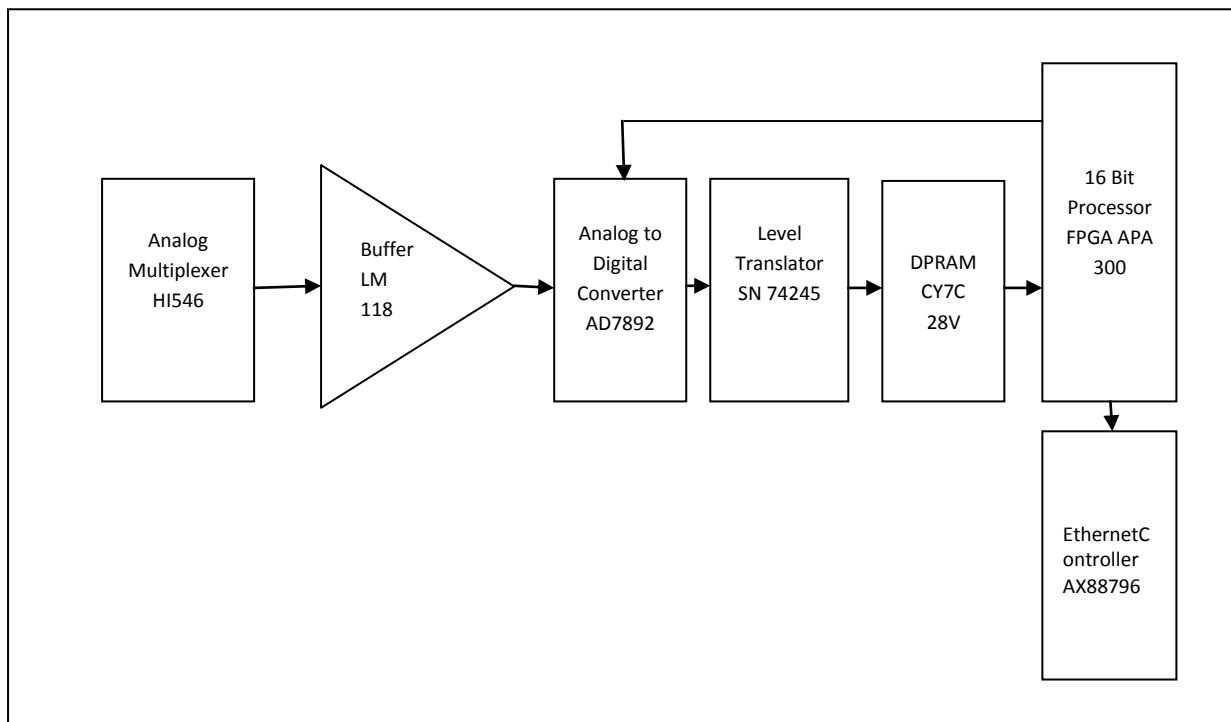 Analog
Multiplexer
HI546
Buffer
LM
118
Analog to
Digital
Converter
AD7892
Level
Translator
SN 74245
DPRAM
CY7C
28V
16 Bit
Processor
FPGA APA
300
EthernetC
ontroller
AX88796